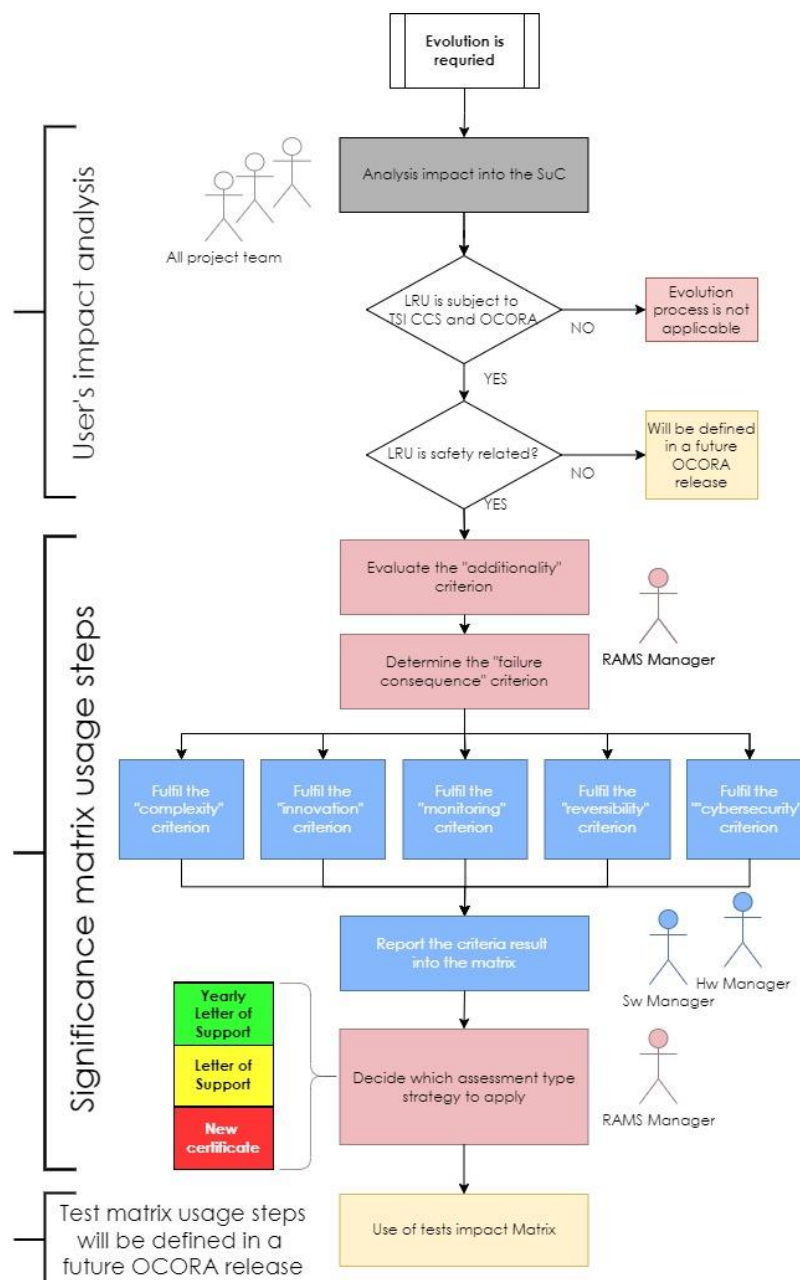 Evolution is
requried
User's impact analysis
All project team
Analysis impact into the SuC
LRU is subject to
TSI CCS and OCORA
NO
Evolution
process is not
applicable
YES
LRU is safety related?
NO
Will be defined
in a future
OCORA
release
YES
Significance matrix usage steps
Evaluate the "additionality"
criterion
RAMS Manager
Determine the "failure
consequence" criterion
Fulfil the
"complexity"
criterion
Fulfil the
"innovation"
criterion
Fulfil the
"monitoring"
criterion
Fulfil the
"reversibility"
criterion
Fulfil the
""cybersecurity"
criterion
Report the criteria result
into the matrix
Sw Manager
Hw Manager
Yearly
Letter of
Support
Letter of
Support
New
certificate
Decide which assessment type
strategy to apply
RAMS Manager
Test matrix usage steps
will be defined in a
future OCORA release
Use of tests impact Matrix